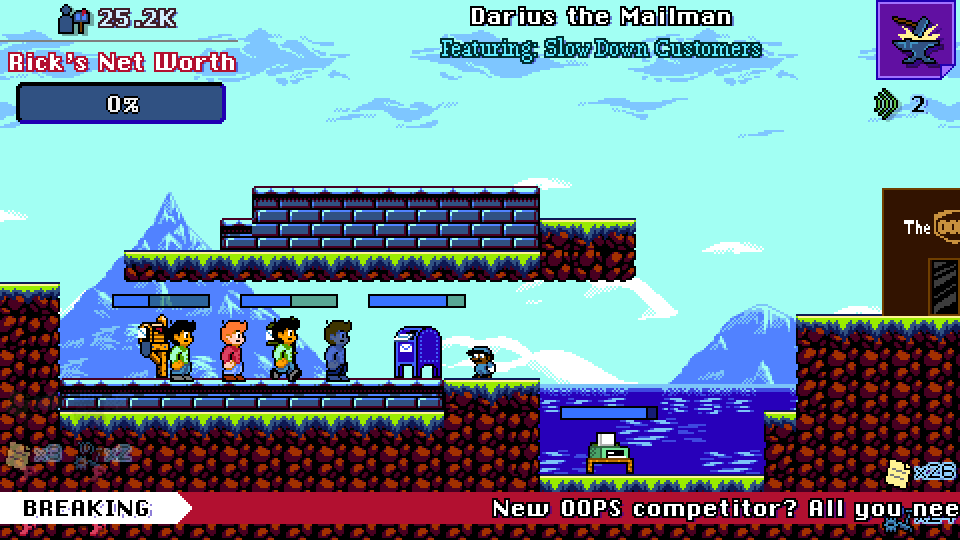 25.2K
Darius the Mailman
Featuring: Slow Down Customers
Rick's Net Worth
0%
2
The OOP
x2
x26
BREAKING
New OOPS competitor? All you nee